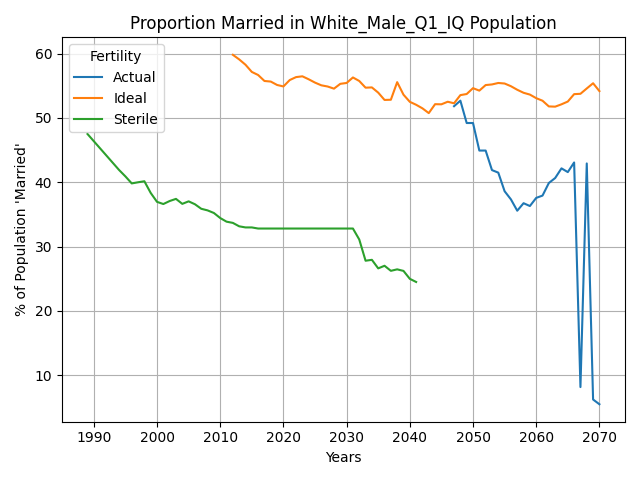 Proportion Married in White_Male_Q1_IQ Population
% of Population 'Married'
Fertility
Actual
Ideal
Sterile
60
50
40
30
20
10
1990 2000 2010 2020 2030 2040 2050 2060 2070
Years